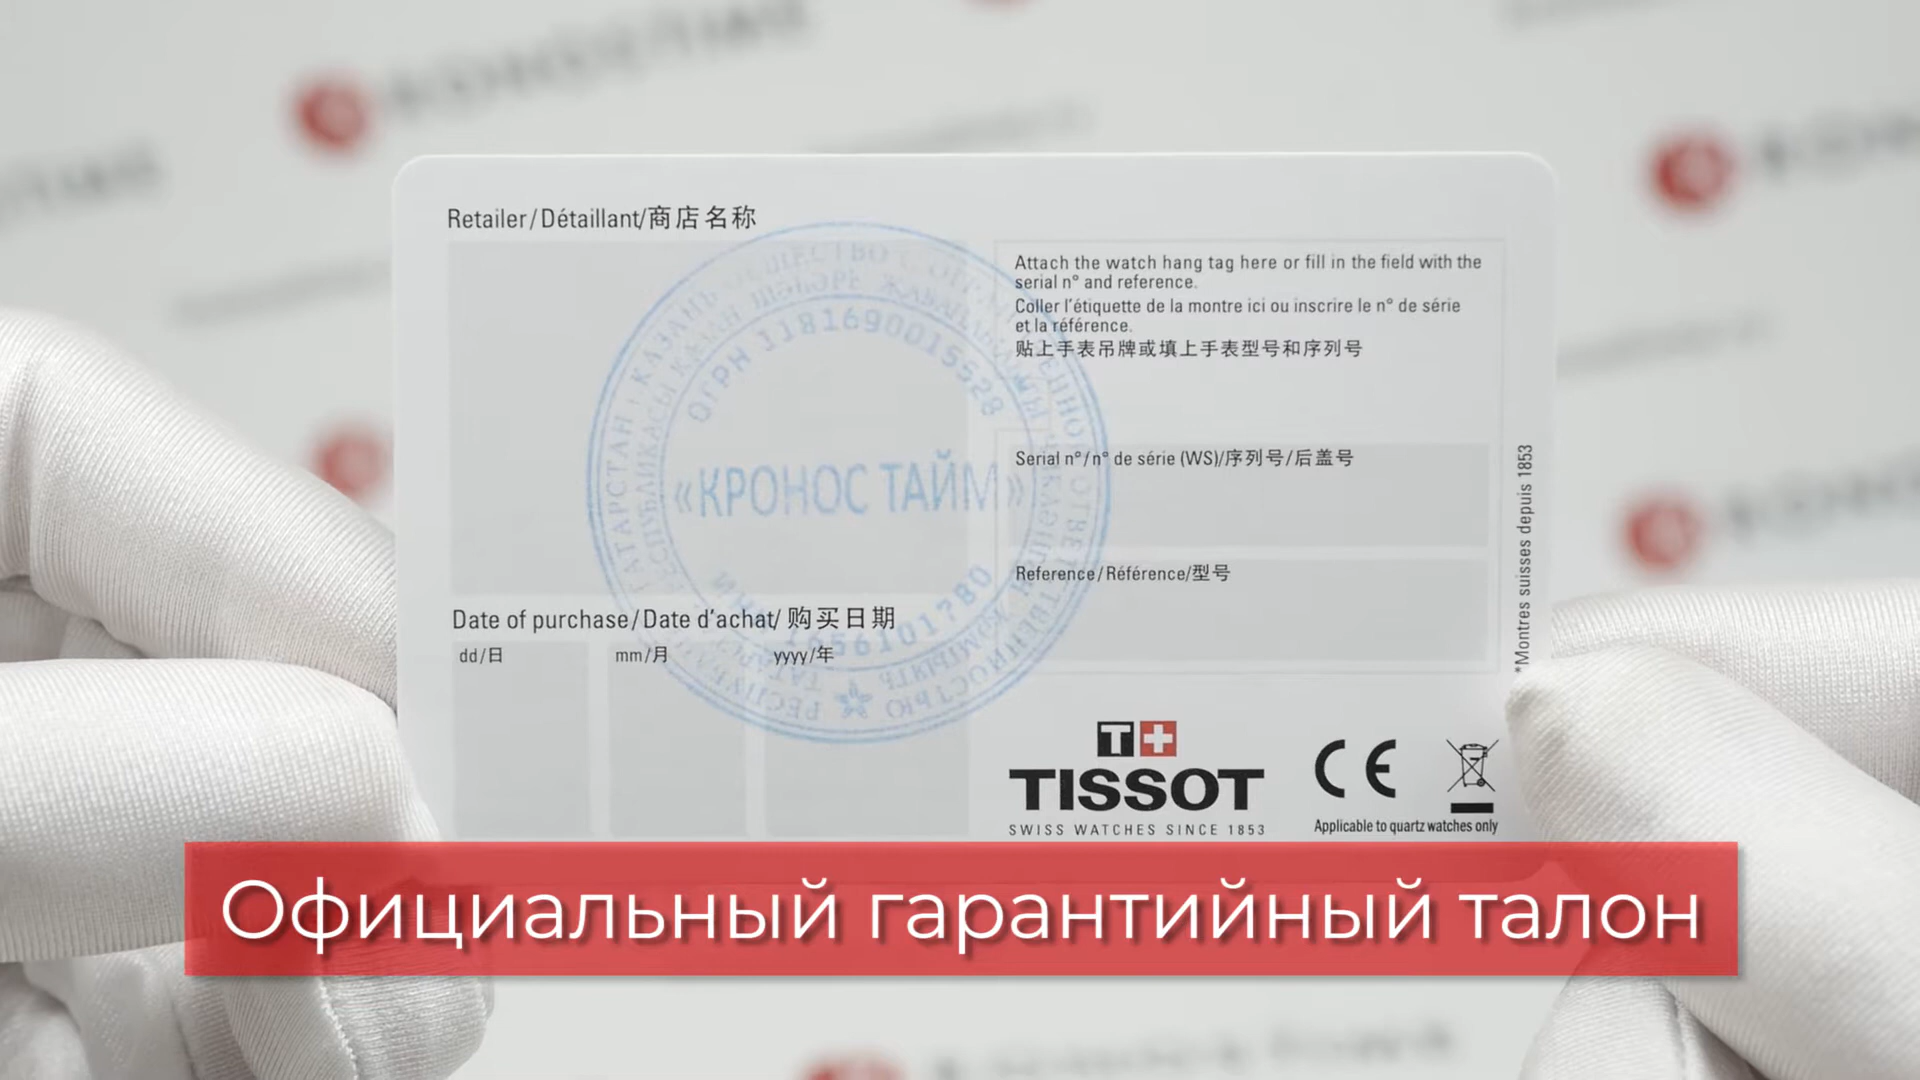 Retailer/Détaillant/商店名称
Attach the watch hang tag here or fill in the field with the
serial n° and reference.
Coller l'étiquette de la montre ici ou inscrire le n° de série
et la référence.
贴上手表吊牌或填上手表型号和序列号
ОГРН 1181690015528
«КРОНОС ТАЙМ»
Serial n°/n° de série (WS)/序列号/后盖号
Reference/Référence/型号
*Montres suisses depuis 1853
Date of purchase/Date d'achat/购买日期
dd/日 mm/月 yyyy/年
T+
TISSOT
SWISS WATCHES SINCE 1853
CE
Applicable to quartz watches only
Официальный гарантийный талон